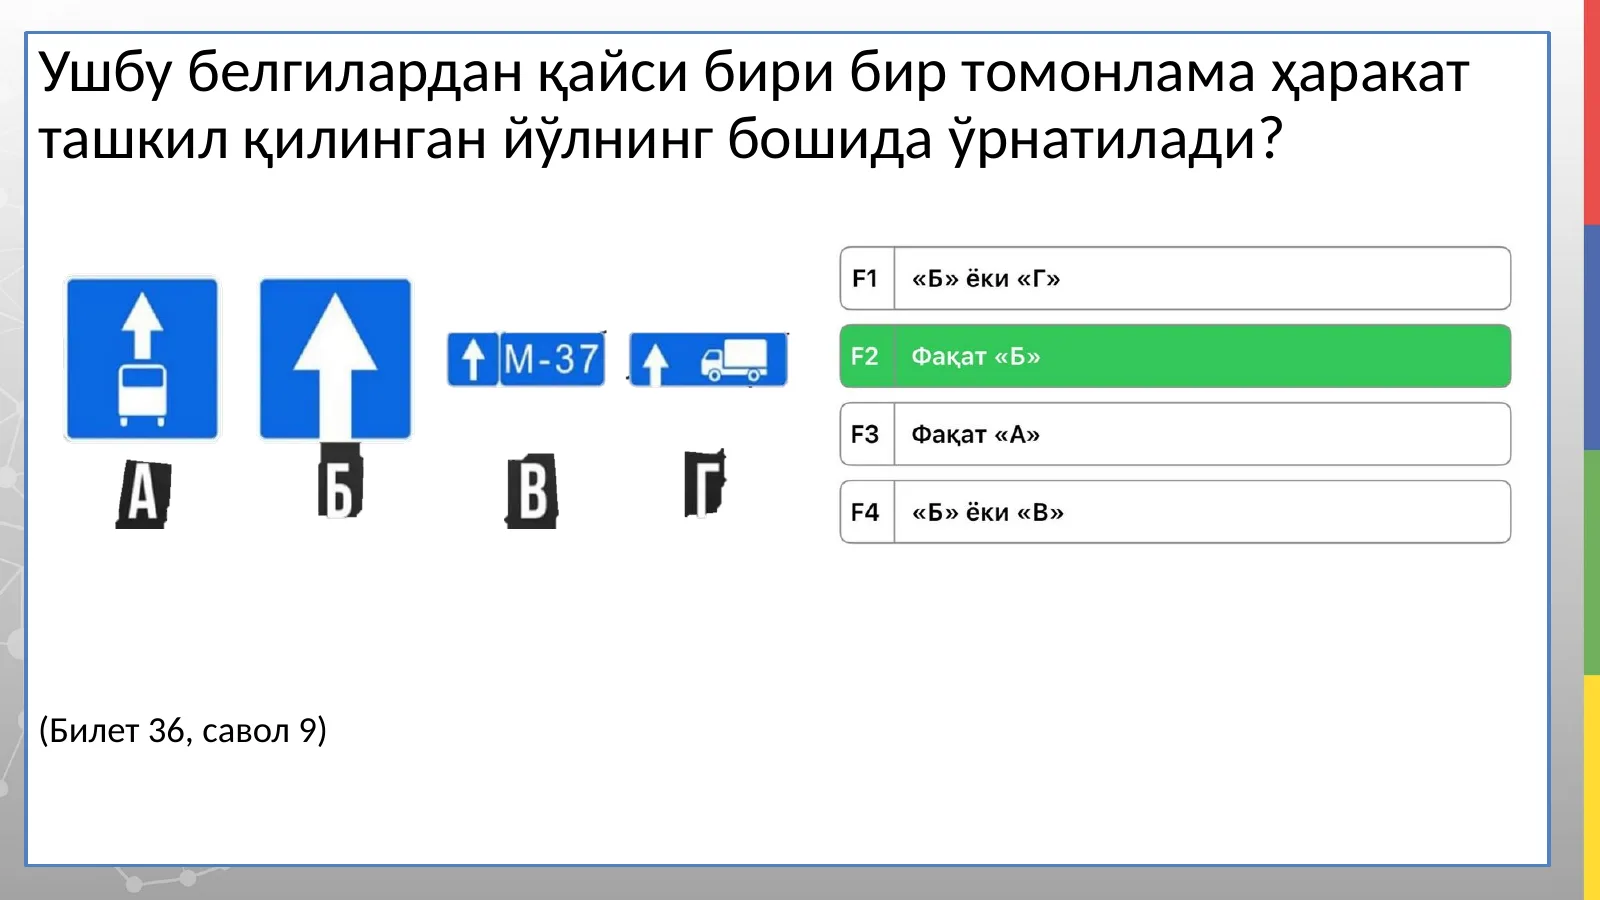 Ушбу белгилардан қайси бири бир томонлама ҳаракат
ташкил қилинган йўлнинг бошида ўрнатилади?
M-37
А Б В Г
F1 «Б» ёки «Г»
F2 Фақат «Б»
F3 Фақат «А»
F4 «Б» ёки «В»
(Билет 36, савол 9)